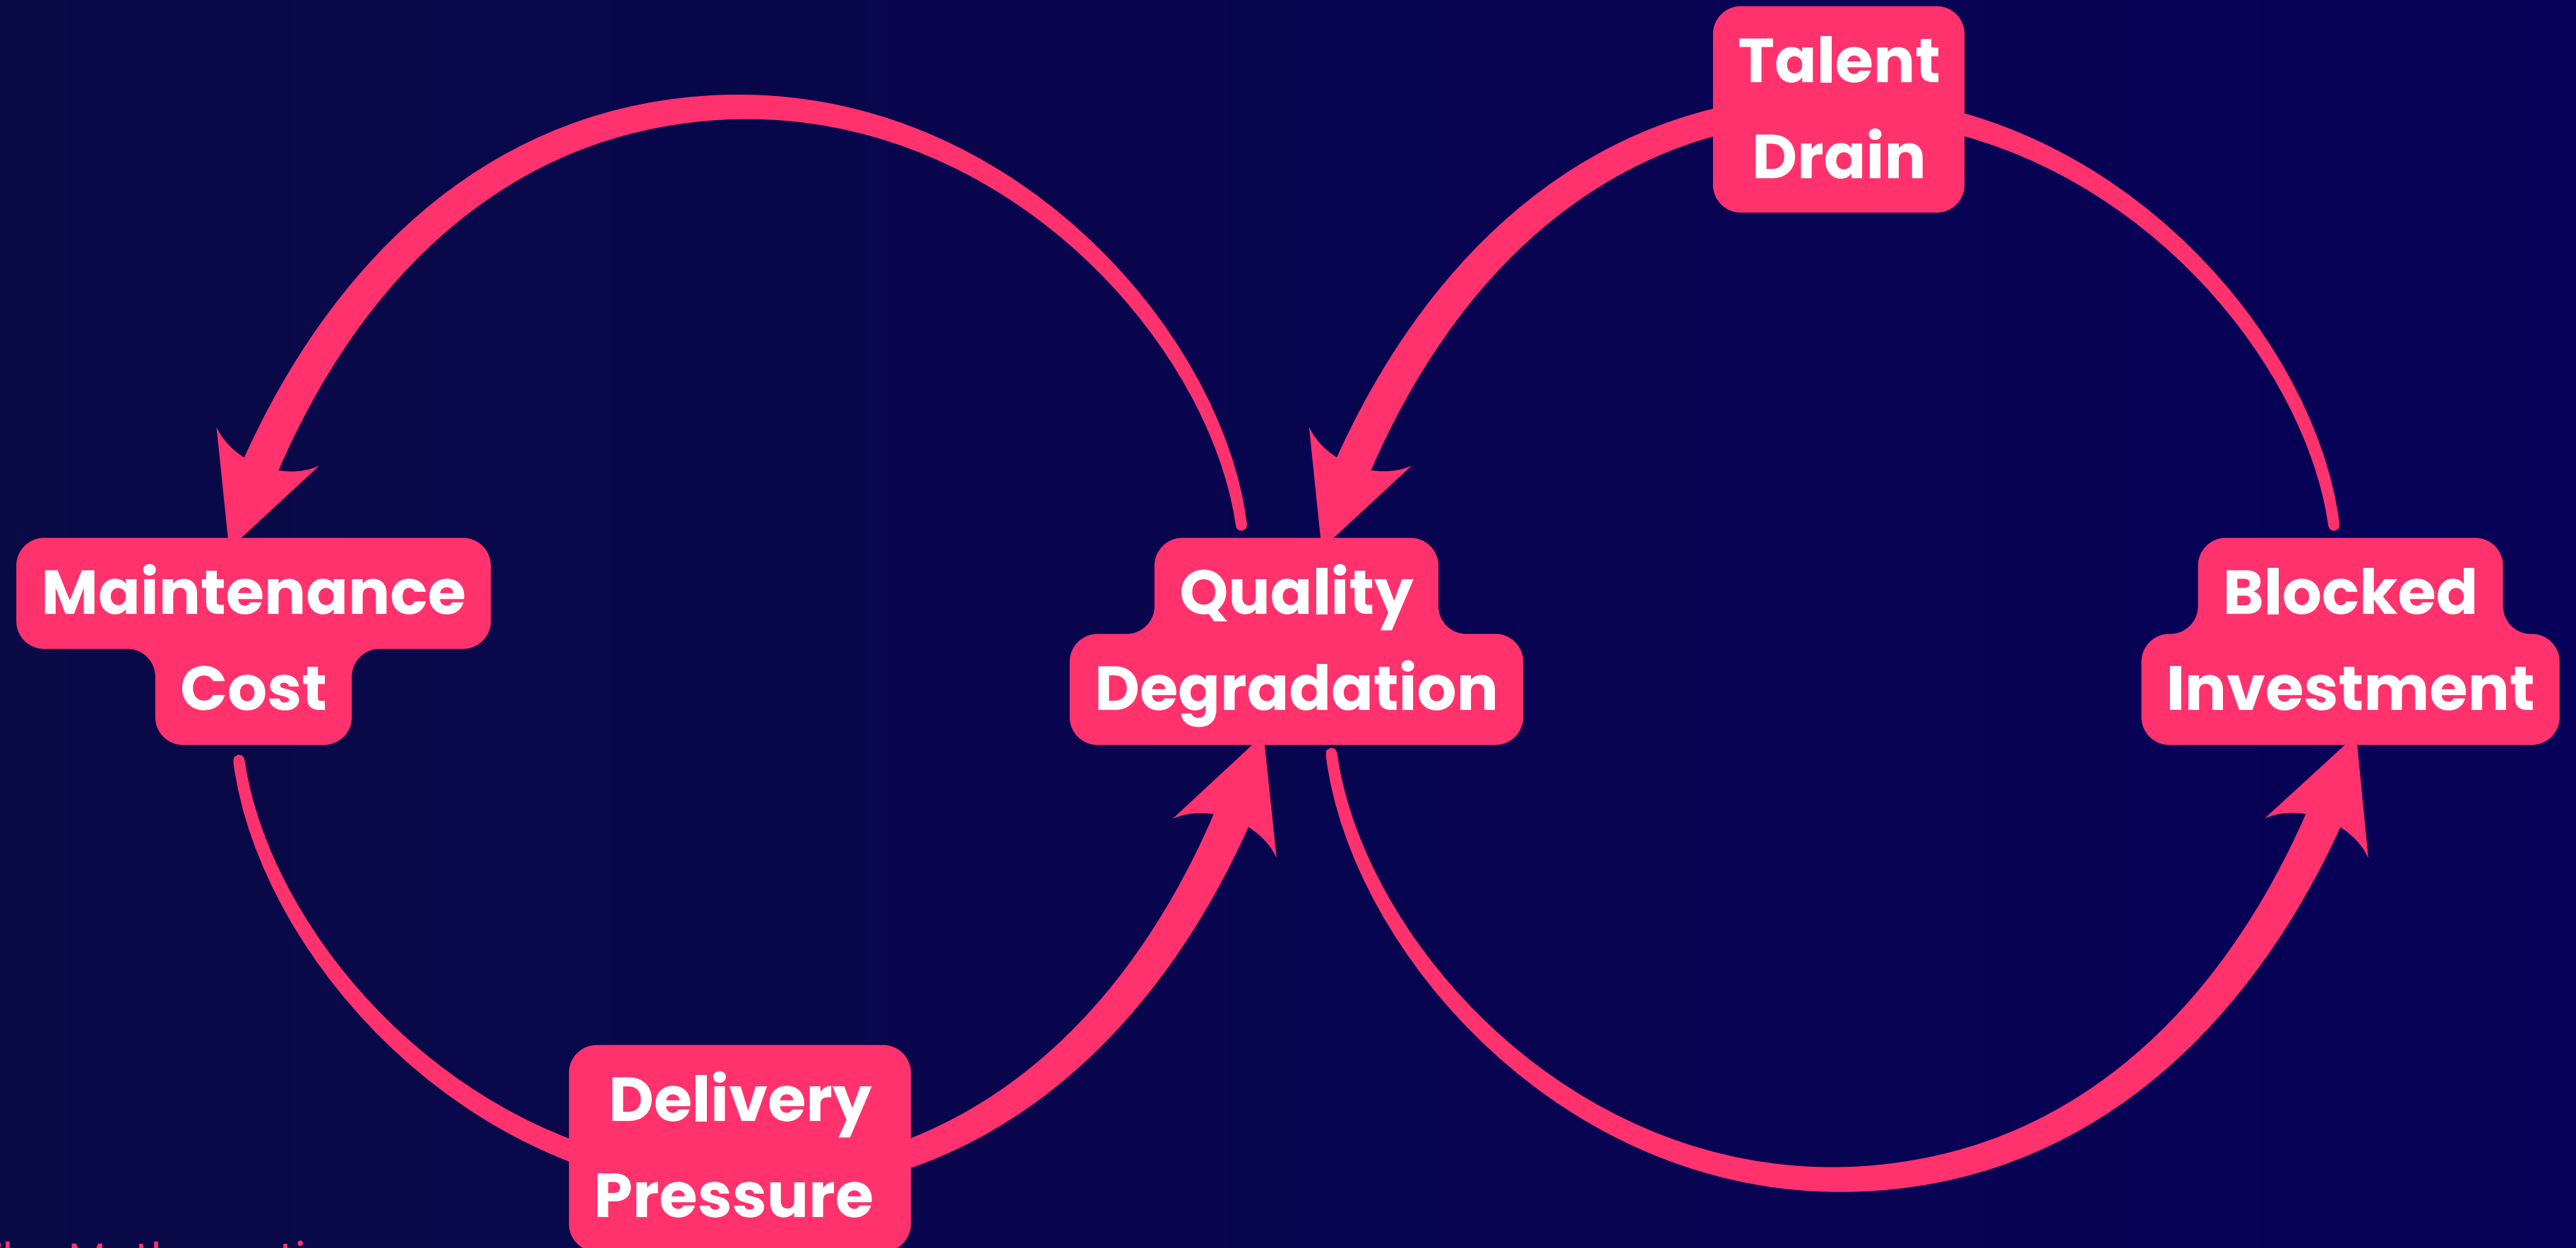 Talent
Drain
Maintenance
Cost
Quality
Degradation
Blocked
Investment
Delivery
Pressure